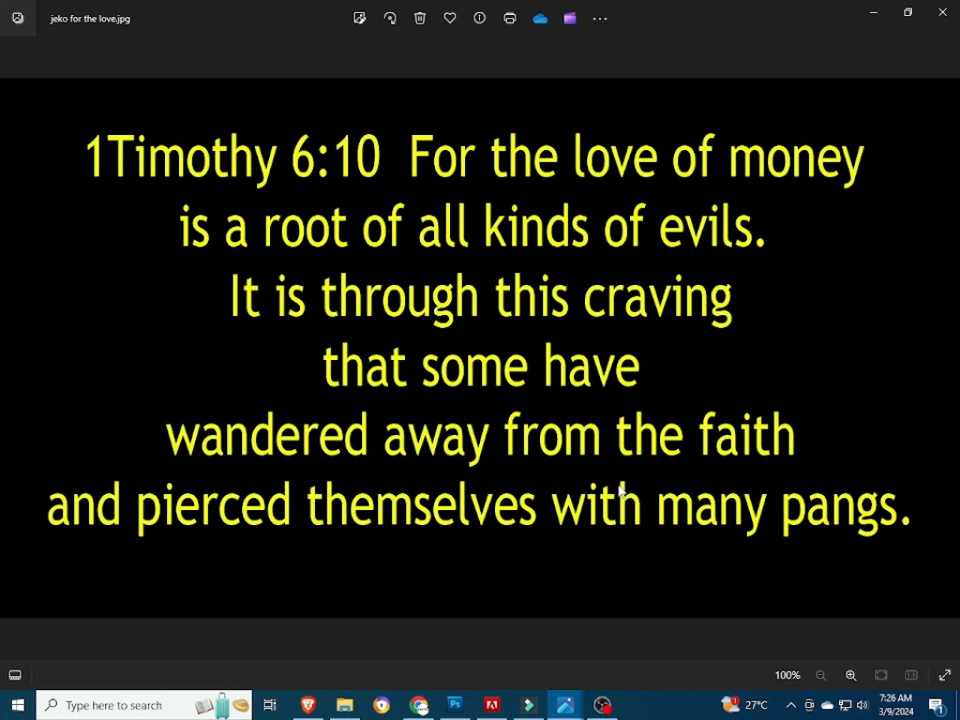 jeko for the love.jpg
1Timothy 6:10  For the love of money
is a root of all kinds of evils.
It is through this craving
that some have
wandered away from the faith
and pierced themselves with many pangs.
100%
Type here to search
Ps
27°C
7:26 AM
3/9/2024
1